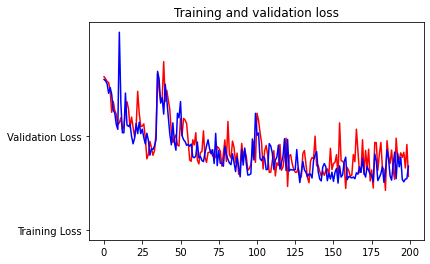 Training and validation loss
Validation Loss
Training Loss
0 25 50 75 100 125 150 175 200